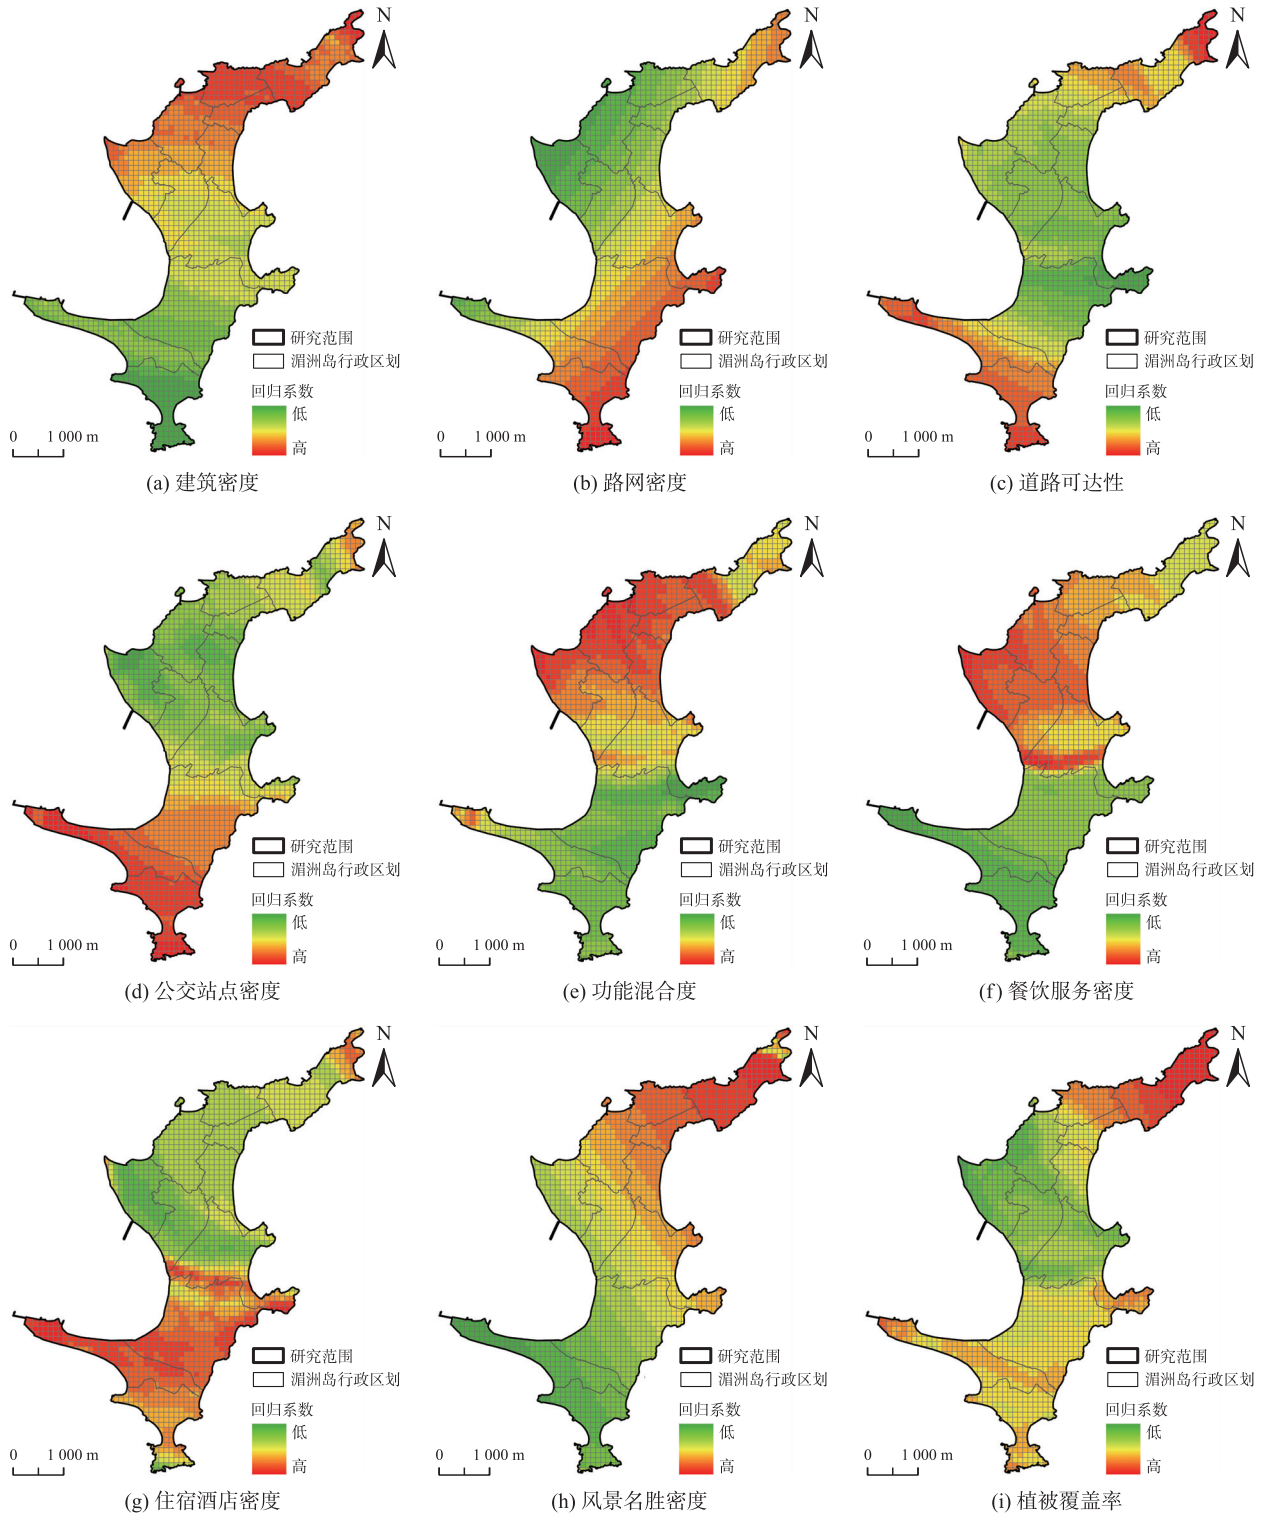 N
N
N
研究范围
湄洲岛行政区划
回归系数
低
高
0 1 000 m
研究范围
湄洲岛行政区划
回归系数
低
高
0 1 000 m
研究范围
湄洲岛行政区划
回归系数
低
高
0 1 000 m
(a) 建筑密度
(b) 路网密度
(c) 道路可达性
N
N
N
研究范围
湄洲岛行政区划
回归系数
低
高
0 1 000 m
研究范围
湄洲岛行政区划
回归系数
低
高
0 1 000 m
研究范围
湄洲岛行政区划
回归系数
低
高
0 1 000 m
(d) 公交站点密度
(e) 功能混合度
(f) 餐饮服务密度
N
N
N
研究范围
湄洲岛行政区划
回归系数
低
高
0 1 000 m
研究范围
湄洲岛行政区划
回归系数
低
高
0 1 000 m
研究范围
湄洲岛行政区划
回归系数
低
高
0 1 000 m
(g) 住宿酒店密度
(h) 风景名胜密度
(i) 植被覆盖率